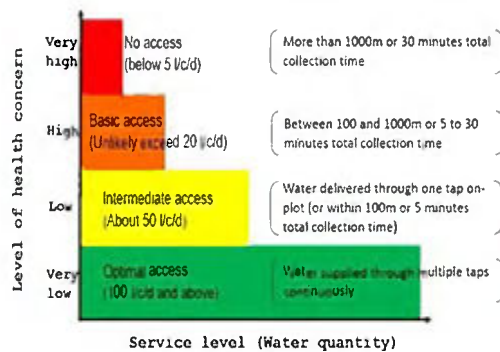 Level of health concern
Very
high
No access
(below 5 l/c/d)
More than 1000m or 30 minutes total
collection time
High
Basic access
(Unlikely exceed 20 l/c/d)
Between 100 and 1000m or 5 to 30
minutes total collection time
Low
Intermediate access
(About 50 l/c/d)
Water delivered through one tap on-
plot (or within 100m or 5 minutes
total collection time)
Very
low
Optimal access
(100 l/c/d and above)
Water supplied through multiple taps
continuously
Service level (Water quantity)